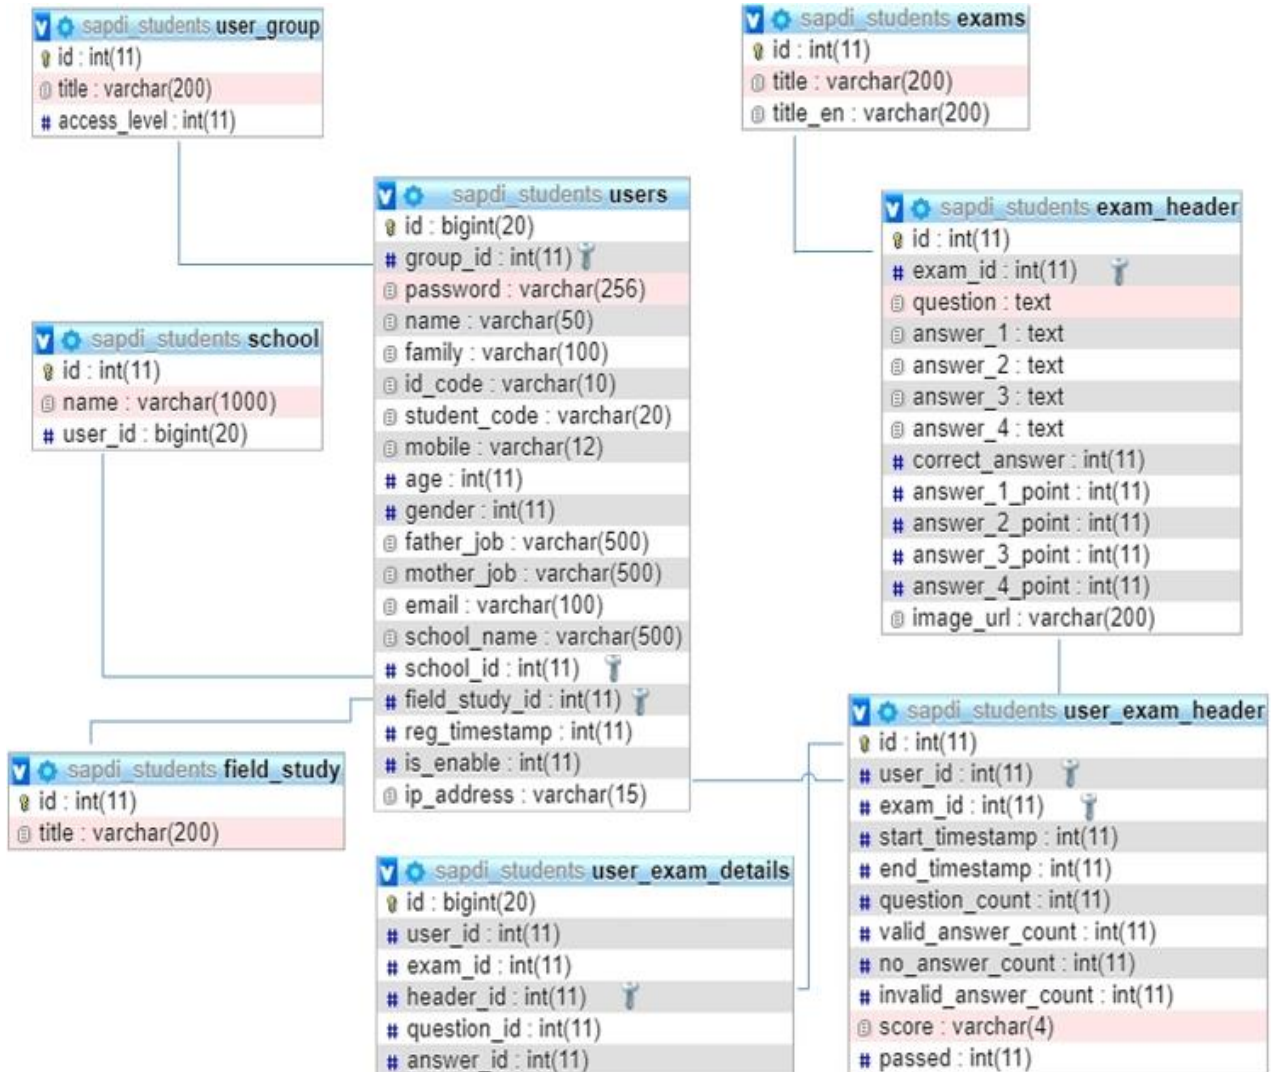 sapdi_students user_group
id : int(11)
title : varchar(200)
access_level : int(11)
sapdi_students exams
id : int(11)
title : varchar(200)
title_en : varchar(200)
sapdi_students users
id : bigint(20)
group_id : int(11)
password : varchar(256)
name : varchar(50)
family : varchar(100)
id_code : varchar(10)
student_code : varchar(20)
mobile : varchar(12)
age : int(11)
gender : int(11)
father_job : varchar(500)
mother_job : varchar(500)
email : varchar(100)
school_name : varchar(500)
school_id : int(11)
field_study_id : int(11)
reg_timestamp : int(11)
is_enable : int(11)
ip_address : varchar(15)
sapdi_students exam_header
id : int(11)
exam_id : int(11)
question : text
answer_1 : text
answer_2 : text
answer_3 : text
answer_4 : text
correct_answer : int(11)
answer_1_point : int(11)
answer_2_point : int(11)
answer_3_point : int(11)
answer_4_point : int(11)
image_url : varchar(200)
sapdi_students school
id : int(11)
name : varchar(1000)
user_id : bigint(20)
sapdi_students field_study
id : int(11)
title : varchar(200)
sapdi_students user_exam_header
id : int(11)
user_id : int(11)
exam_id : int(11)
start_timestamp : int(11)
end_timestamp : int(11)
question_count : int(11)
valid_answer_count : int(11)
no_answer_count : int(11)
invalid_answer_count : int(11)
score : varchar(4)
passed : int(11)
sapdi_students user_exam_details
id : bigint(20)
user_id : int(11)
exam_id : int(11)
header_id : int(11)
question_id : int(11)
answer_id : int(11)